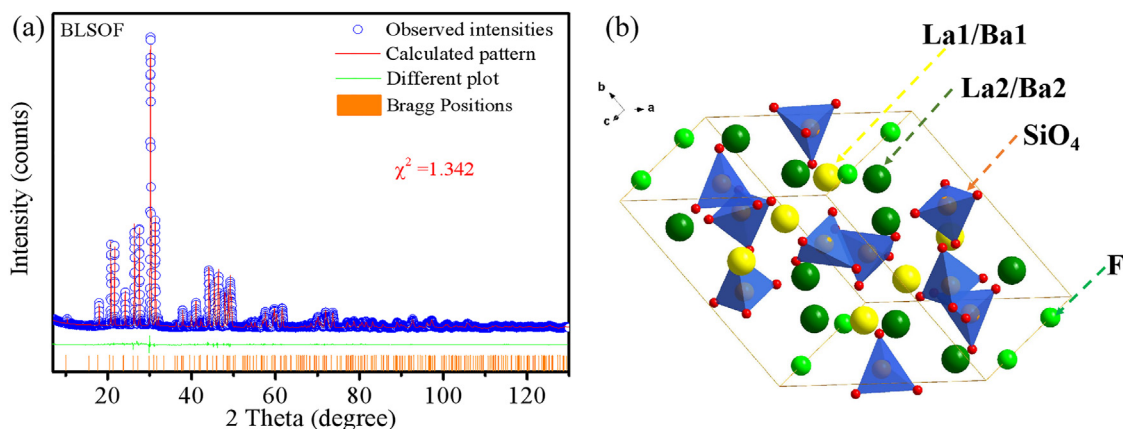 (a)
BLSOF
Observed intensities
Calculated pattern
Different plot
Bragg Positions
χ² =1.342
Intensity (counts)
20 40 60 80 100 120
2 Theta (degree)
(b)
La1/Ba1
La2/Ba2
SiO₄
F
b
a
c